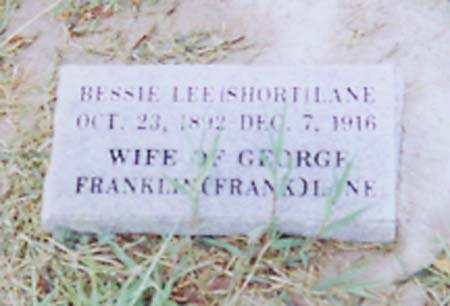 BESSIE LEE (SHORT) LANE
OCT. 23, 1892 - DEC. 7, 1916
WIFE OF GEORGE
FRANKLIN (FRANK) LANE